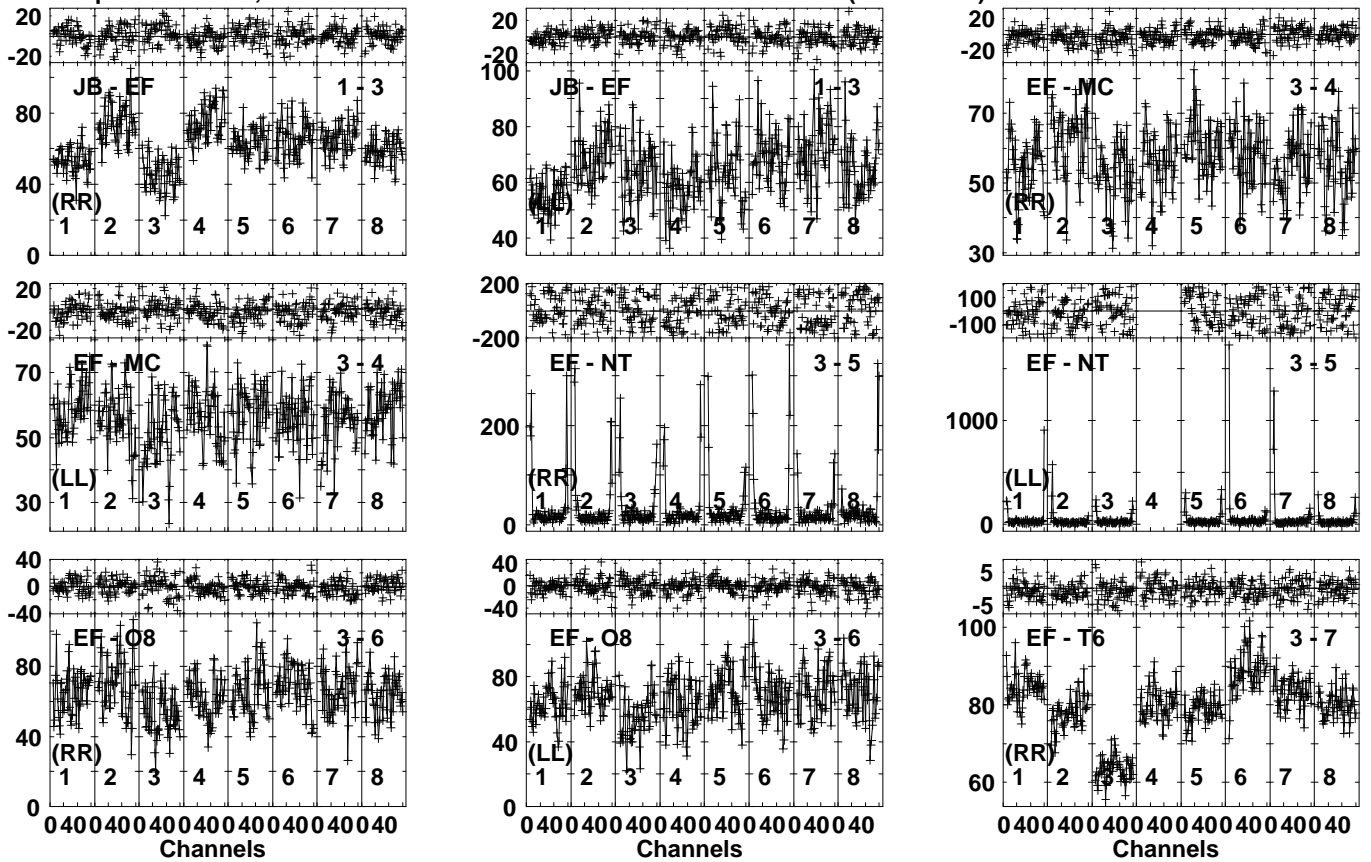 20 20 20
-20 -20 -20
JB - EF 1 - 3 100 JB - EF 1 - 3 EF - MC 3 - 4
80 80 70
60 50
40 (RR) (LL) (RR)
1 2 3 4 5 6 7 8 1 2 3 4 5 6 7 8 1 2 3 4 5 6 7 8
0 40 30
20 200 100
-20 -200 -100
EF - MC 3 - 4 EF - NT 3 - 5 EF - NT 3 - 5
70
50 200 1000
(LL) (RR) (LL)
30 1 2 3 4 5 6 7 8 1 2 3 4 5 6 7 8 1 2 3 4 5 6 7 8
0 0
40 40 5
0 0
-40 -40 -5
EF - O8 3 - 6 EF - O8 3 - 6 100 EF - T6 3 - 7
80 80 80
40 40
(RR) (LL) (RR)
1 2 3 4 5 6 7 8 1 2 3 4 5 6 7 8 60 1 2 3 4 5 6 7 8
0 0
0 40 0 40 0 40 0 40 0 40 0 40 0 40 0 40 0 40 0 40 0 40 0 40 0 40 0 40 0 40 0 40 0 40 0 40 0 40 0 40 0 40 0 40 0 40 0 40
Channels Channels Channels